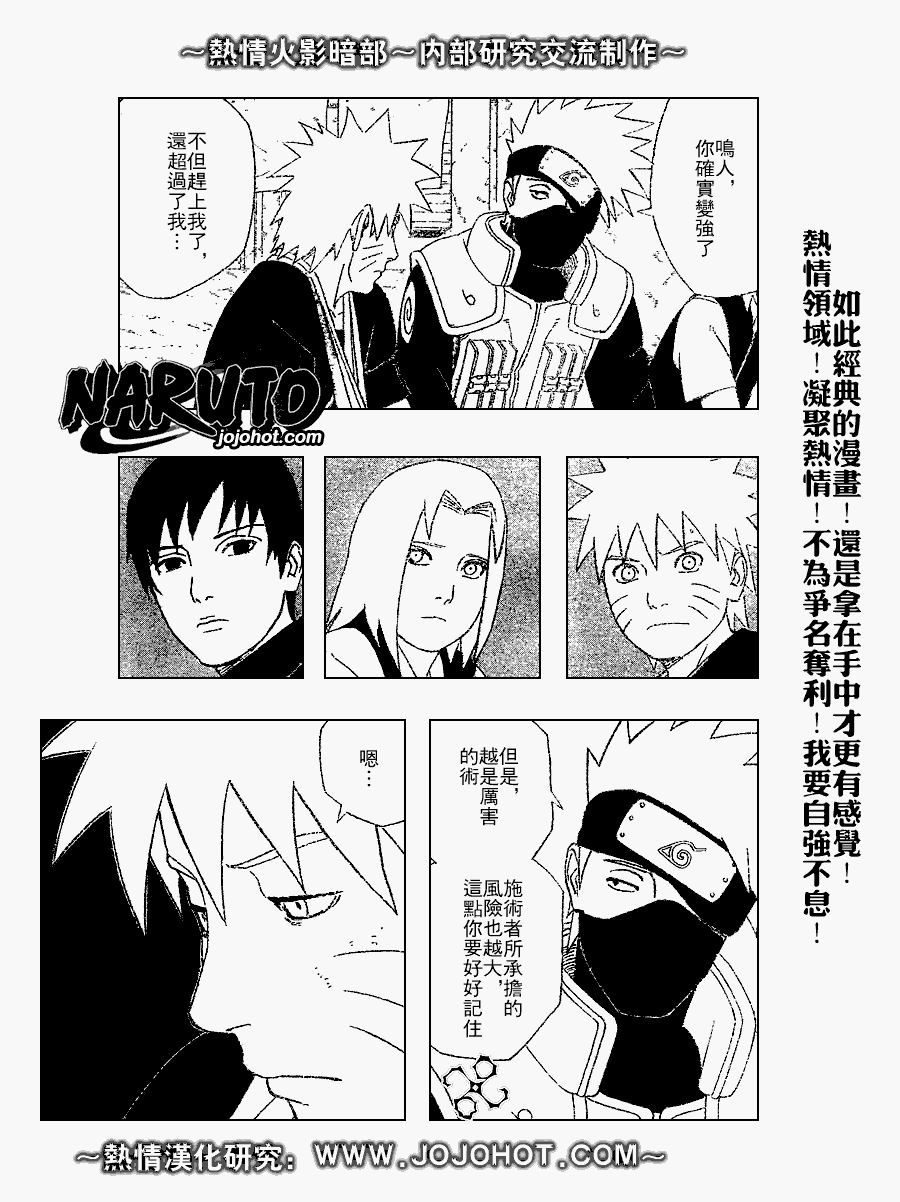 ～熱情火影暗部～内部研究交流制作～
鳴人，
你確實變強了
不但趕上我了，
還超過了我…
NARUTO
jojohot.com
但是，
越是厲害
的術
施術者所承擔的
風險也越大，
這點你要好好記住
嗯…
如此經典的漫畫！還是拿在手中才更有感覺！
熱情領域！凝聚熱情！不為爭名奪利！我要自強不息！
～熱情漢化研究：WWW.JOJOHOT.COM～